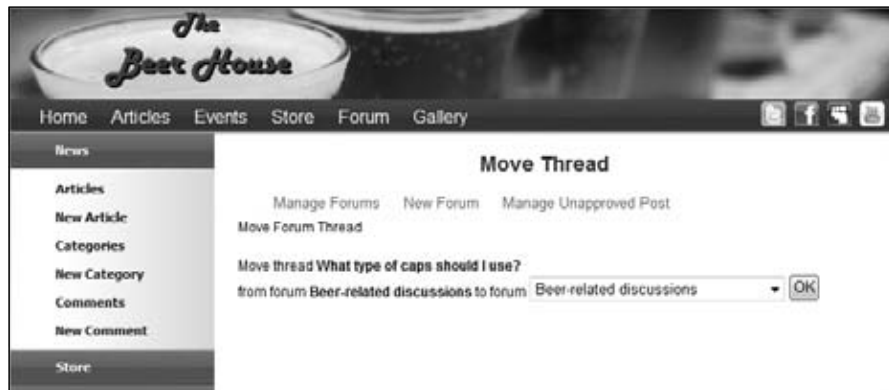 The
Beer House
Home Articles Events Store Forum Gallery
News
Articles
New Article
Categories
New Category
Comments
New Comment
Store
Move Thread
Manage Forums New Forum Manage Unapproved Post
Move Forum Thread
Move thread What type of caps should I use?
from forum Beer-related discussions to forum Beer-related discussions OK